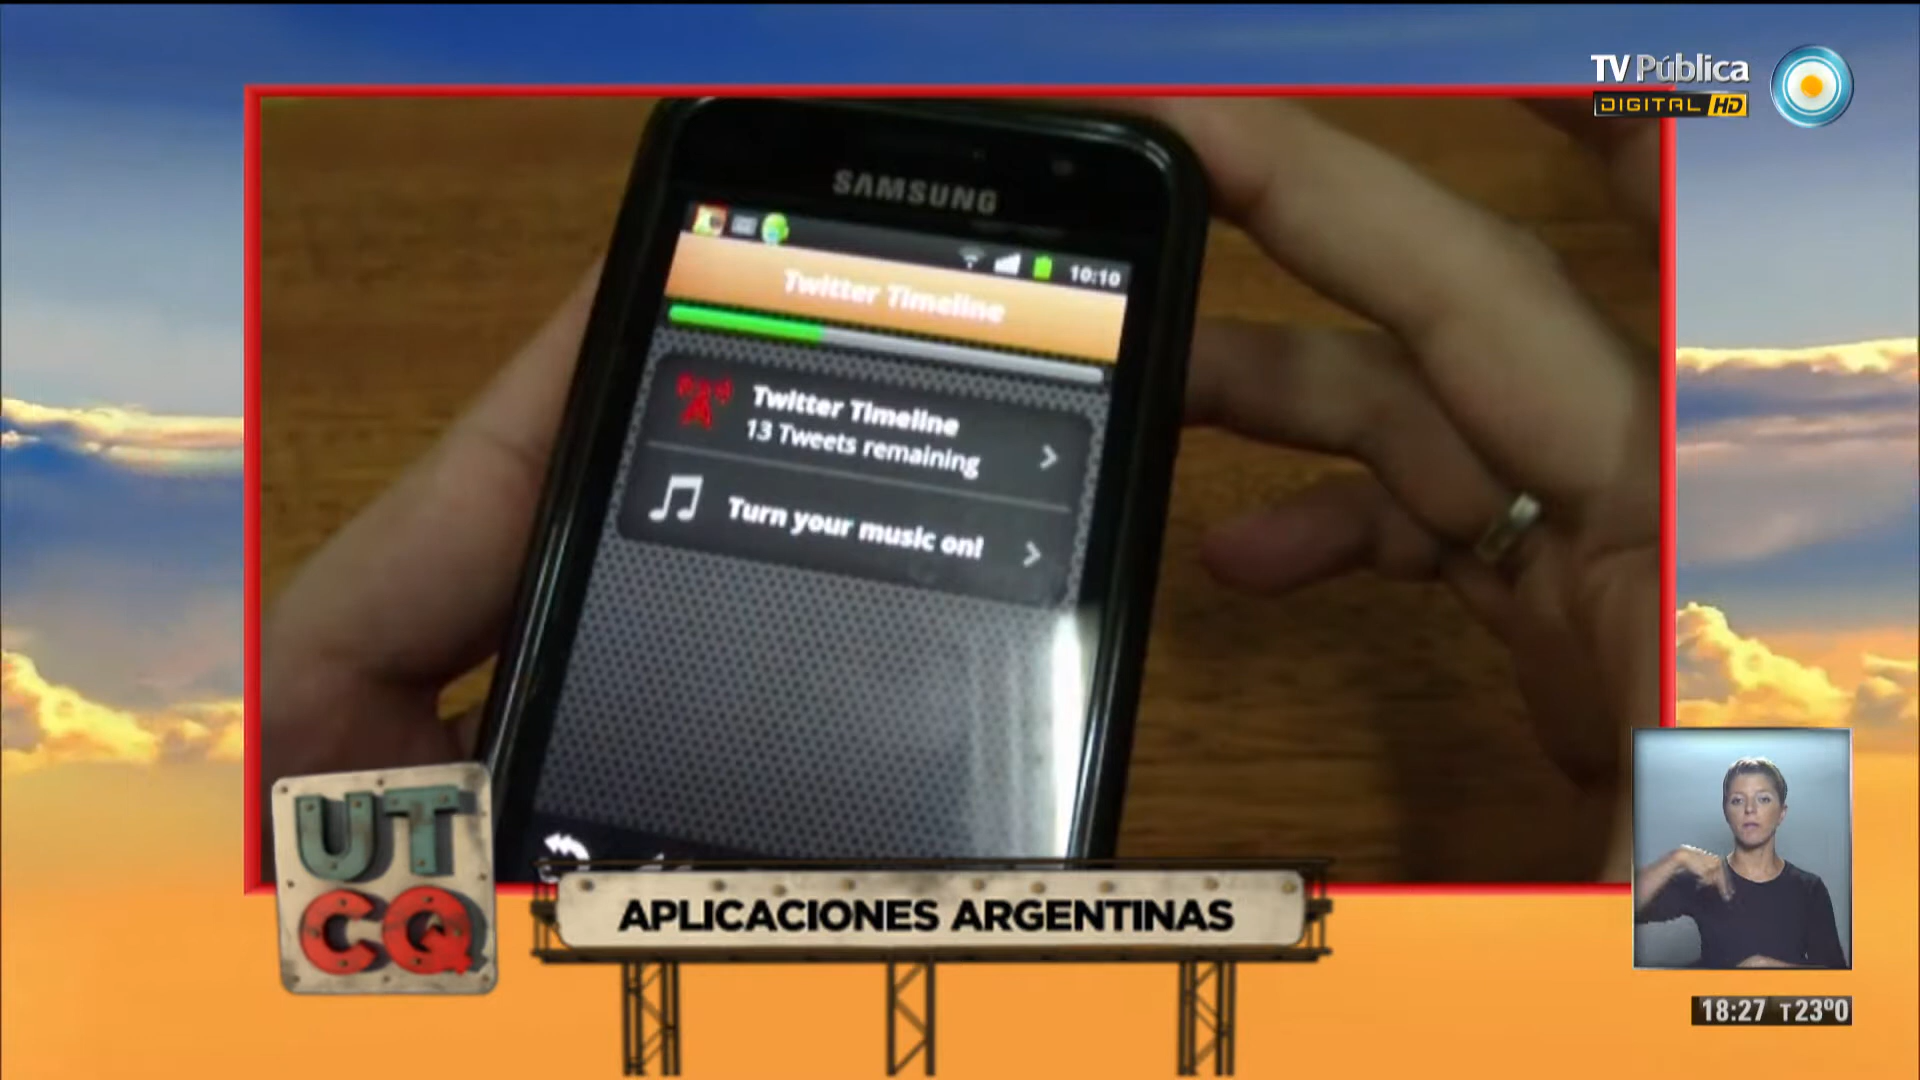 TV Pública
DIGITAL HD
SAMSUNG
10:10
Twitter Timeline
Twitter Timeline
13 Tweets remaining
Turn your music on!
UT
CQ
APLICACIONES ARGENTINAS
18:27 T23º0